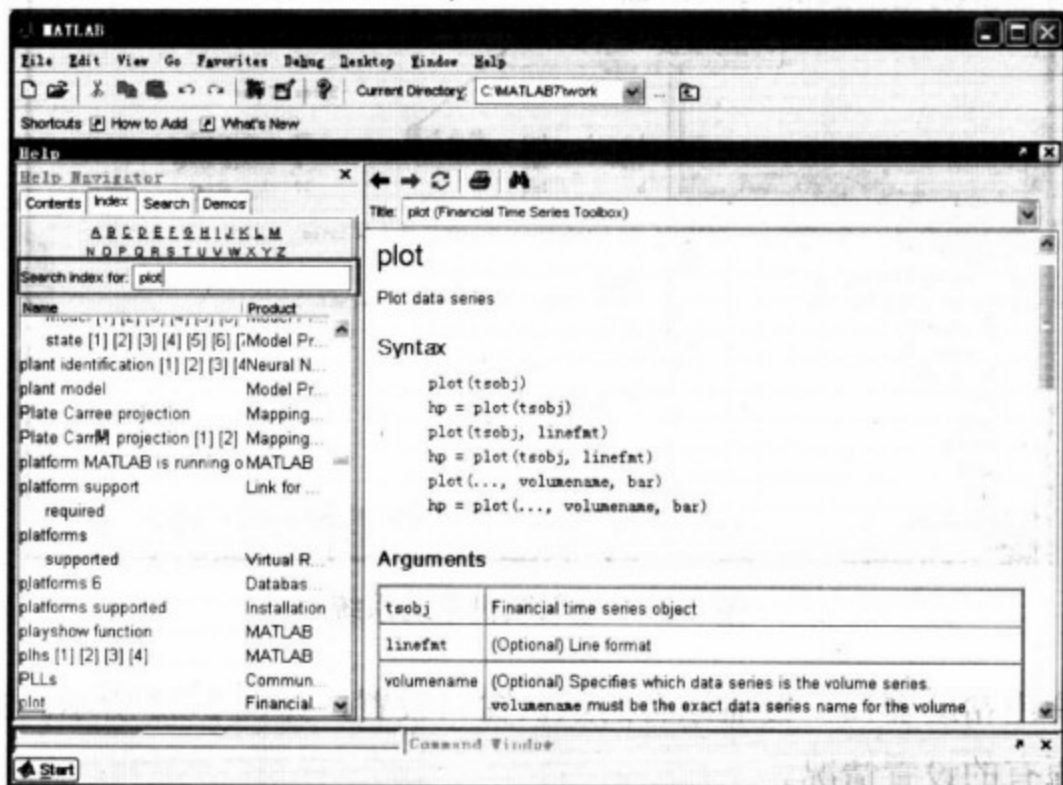 MATLAB
File Edit View Go Favorites Debug Desktop Window Help
Current Directory: C:\MATLAB7\work
Shortcuts How to Add What's New
Help
Help Navigator
Contents Index Search Demos
A B C D E F G H I J K L M
N O P Q R S T U V W X Y Z
Search index for: plot
Name Product
state [1] [2] [3] [4] [5] [6] Model Pr...
plant identification [1] [2] [3] [4 Neural N...
plant model Model Pr...
Plate Carree projection Mapping...
projection [1] [2] Mapping...
platform MATLAB is running o MATLAB
platform support Link for ...
required
platforms
supported Virtual R...
platforms 6 Databas...
platforms supported Installation
playshow function MATLAB
plhs [1] [2] [3] [4] MATLAB
PLLs Commun...
plot Financial...
Title: plot (Financial Time Series Toolbox)
plot
Plot data series
Syntax
plot(tsobj)
hp = plot(tsobj)
plot(tsobj, linefmt)
hp = plot(tsobj, linefmt)
plot(..., volumename, bar)
hp = plot(..., volumename, bar)
Arguments
tsobj Financial time series object
linefmt (Optional) Line format
volumename (Optional) Specifies which data series is the volume series.
volumename must be the exact data series name for the volume
Command Window
Start